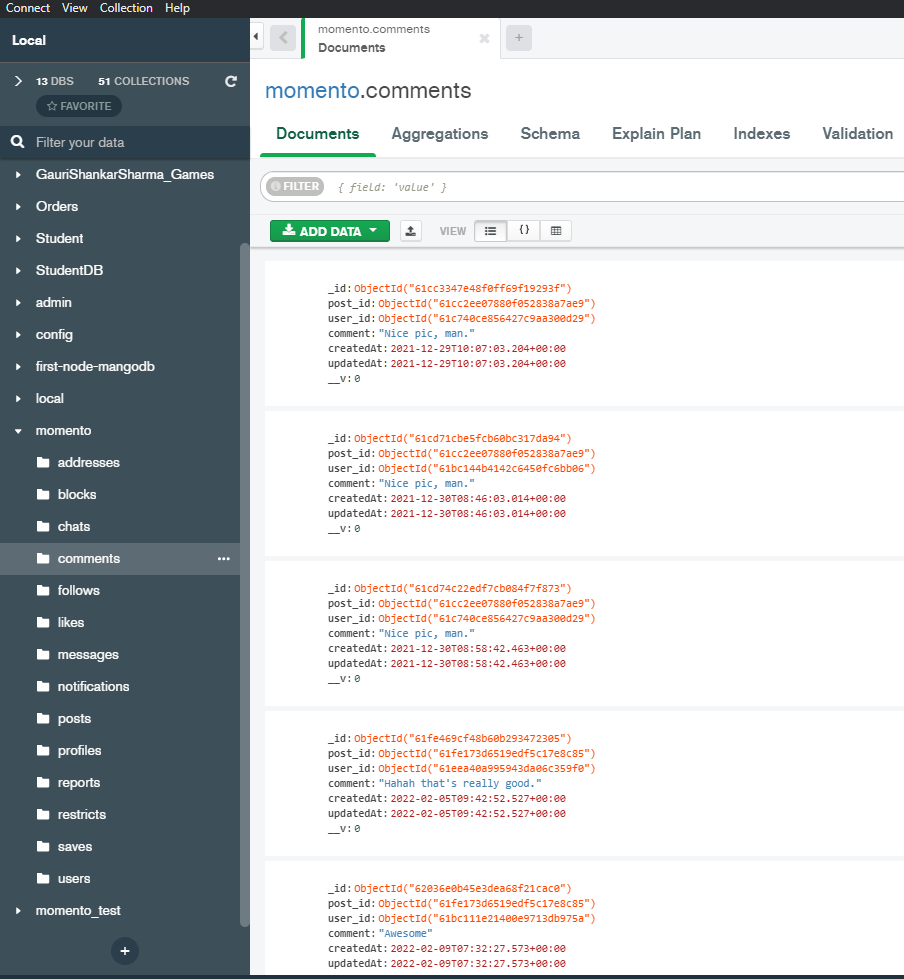 Connect View Collection Help
Local
13 DBS 51 COLLECTIONS
FAVORITE
Filter your data
GauriShankarSharma_Games
Orders
Student
StudentDB
admin
config
first-node-mangodb
local
momento
addresses
blocks
chats
comments
follows
likes
messages
notifications
posts
profiles
reports
restricts
saves
users
momento_test
momento.comments
Documents
momento.comments
Documents Aggregations Schema Explain Plan Indexes Validation
FILTER { field: 'value' }
ADD DATA VIEW {}
_id: ObjectId("61cc3347e48f0ff69f19293f")
post_id: ObjectId("61cc2ee07880f052838a7ae9")
user_id: ObjectId("61c740ce856427c9aa300d29")
comment: "Nice pic, man."
createdAt: 2021-12-29T10:07:03.204+00:00
updatedAt: 2021-12-29T10:07:03.204+00:00
__v: 0
_id: ObjectId("61cd71cbe5fcb60bc317da94")
post_id: ObjectId("61cc2ee07880f052838a7ae9")
user_id: ObjectId("61bc144b4142c6450fc6bb06")
comment: "Nice pic, man."
createdAt: 2021-12-30T08:46:03.014+00:00
updatedAt: 2021-12-30T08:46:03.014+00:00
__v: 0
_id: ObjectId("61cd74c22edf7cb084f7f873")
post_id: ObjectId("61cc2ee07880f052838a7ae9")
user_id: ObjectId("61c740ce856427c9aa300d29")
comment: "Nice pic, man."
createdAt: 2021-12-30T08:58:42.463+00:00
updatedAt: 2021-12-30T08:58:42.463+00:00
__v: 0
_id: ObjectId("61fe469cf48b60b293472305")
post_id: ObjectId("61fe173d6519edf5c17e8c85")
user_id: ObjectId("61eea40a995943da06c359f0")
comment: "Hahah that's really good."
createdAt: 2022-02-05T09:42:52.527+00:00
updatedAt: 2022-02-05T09:42:52.527+00:00
__v: 0
_id: ObjectId("62036e0b45e3dea68f21cac0")
post_id: ObjectId("61fe173d6519edf5c17e8c85")
user_id: ObjectId("61bc111e21400e9713db975a")
comment: "Awesome"
createdAt: 2022-02-09T07:32:27.573+00:00
updatedAt: 2022-02-09T07:32:27.573+00:00